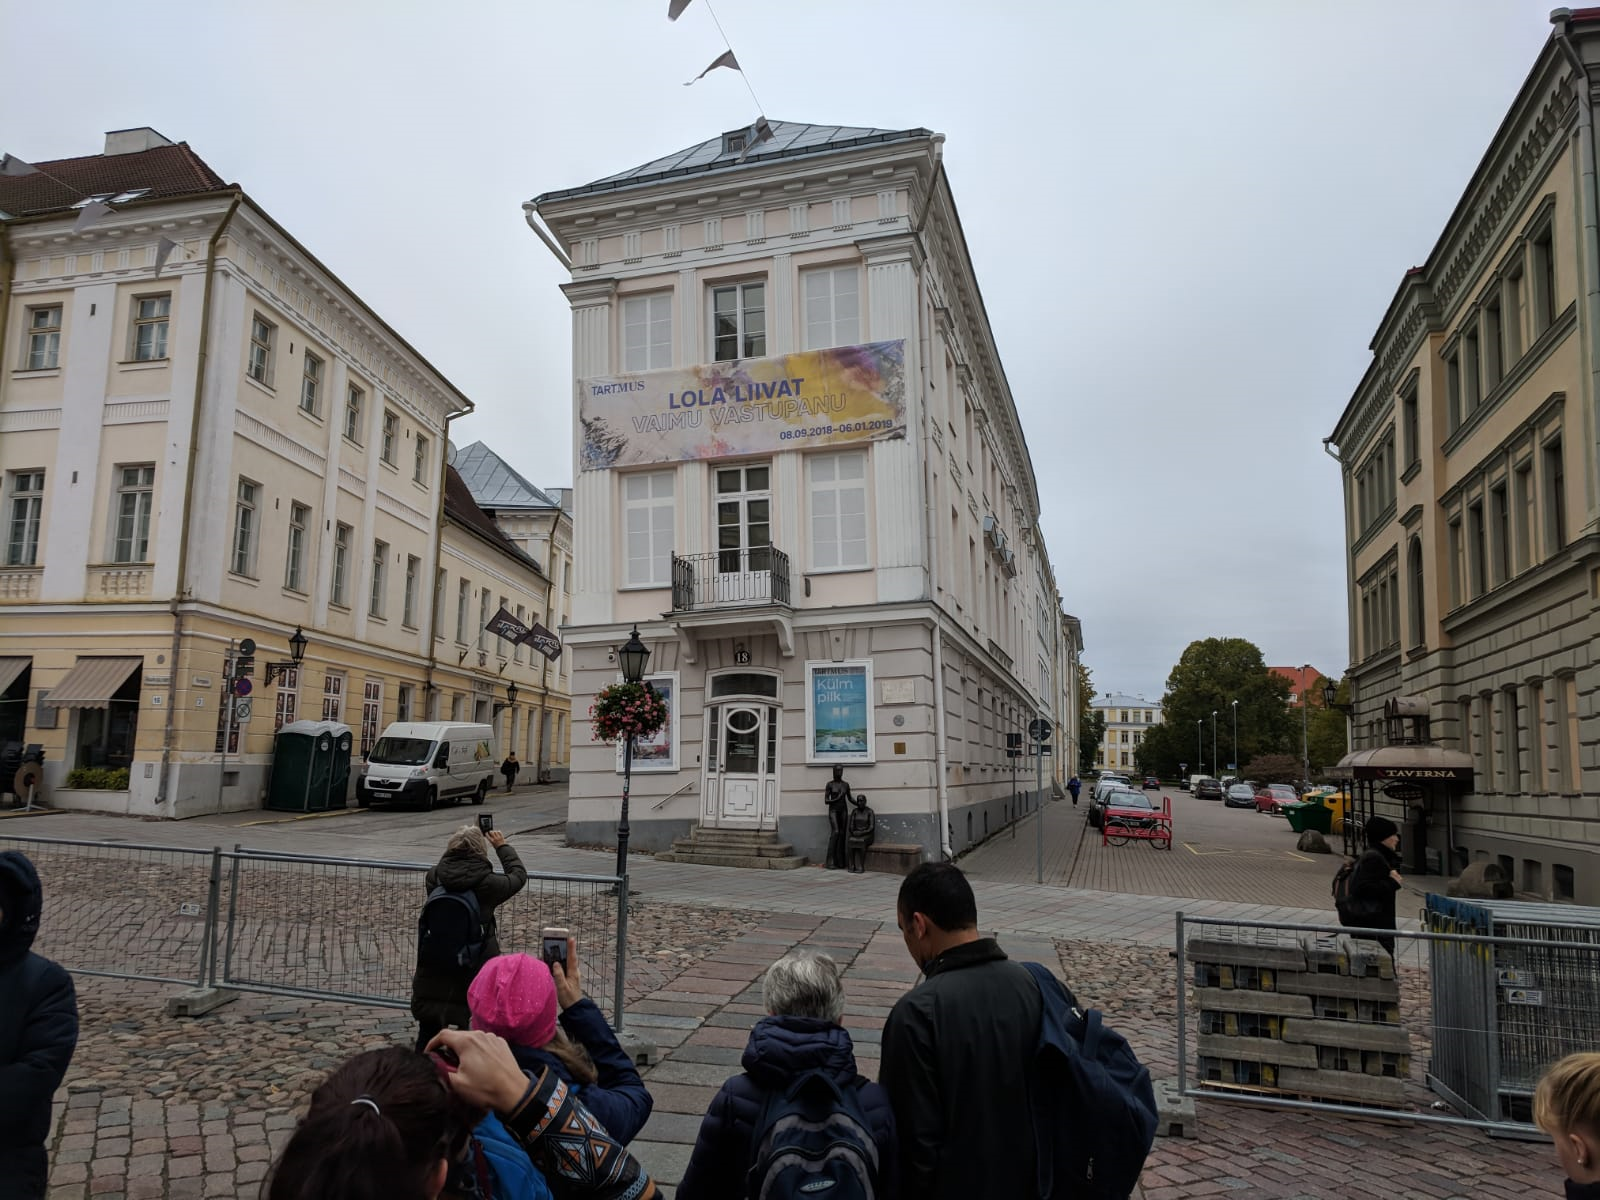 TARTMUS
LOLA LIIVAT
VAIMU VASTUPANU
08.09.2018–06.01.2019
18
TARTMUS
Külm
pilk
TAVERNA